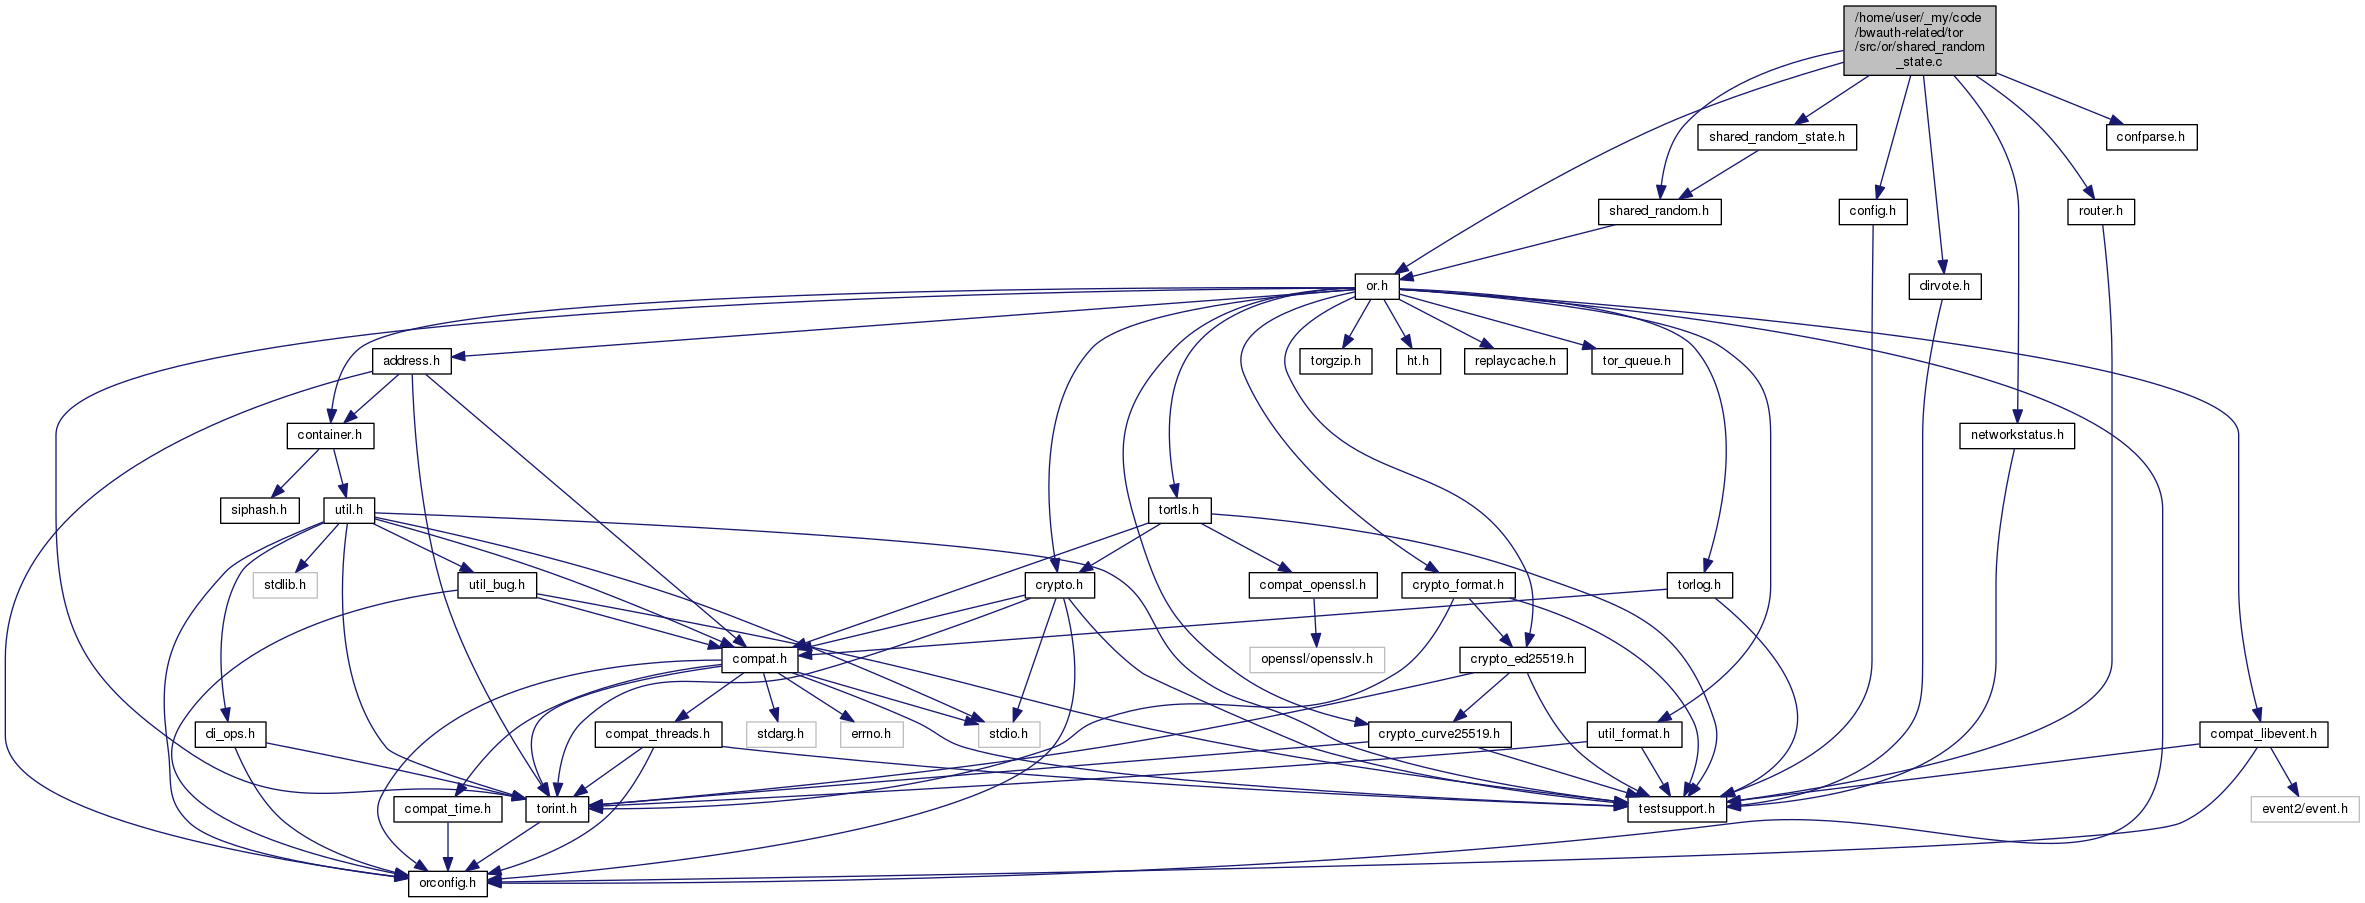 /home/user/_my/code
/bwauth-related/tor
/src/or/shared_random
_state.c
shared_random_state.h
confparse.h
shared_random.h
config.h
router.h
or.h
dirvote.h
address.h
torgzip.h
ht.h
replaycache.h
tor_queue.h
container.h
networkstatus.h
siphash.h
util.h
tortls.h
stdlib.h
util_bug.h
crypto.h
compat_openssl.h
crypto_format.h
torlog.h
compat.h
openssl/opensslv.h
crypto_ed25519.h
di_ops.h
compat_threads.h
stdarg.h
errno.h
stdio.h
crypto_curve25519.h
util_format.h
compat_libevent.h
compat_time.h
torint.h
testsupport.h
event2/event.h
orconfig.h